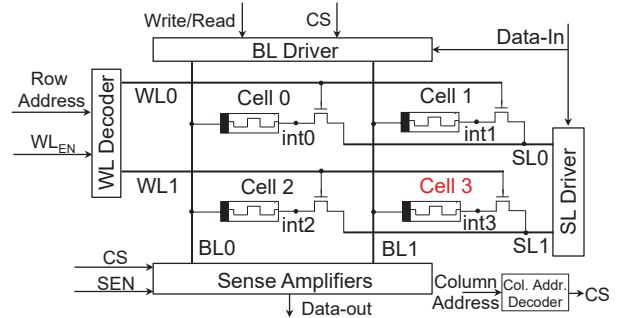 Write/Read
CS
BL Driver
Data-In
Row
Address
WL Decoder
WL0
Cell 0
Cell 1
int0
int1
SL0
WL_EN
WL1
Cell 2
Cell 3
int2
int3
SL1
SL Driver
BL0
BL1
CS
SEN
Sense Amplifiers
Data-out
Column
Address
Col. Addr.
Decoder
CS